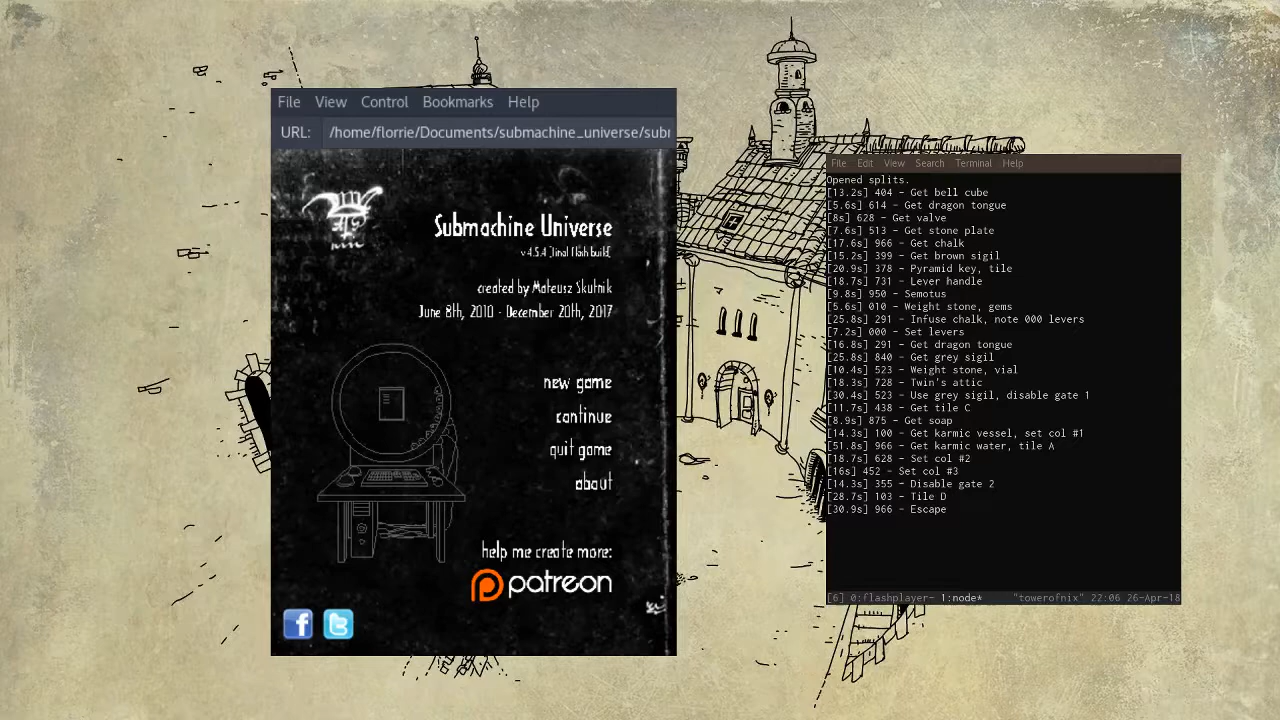 File View Control Bookmarks Help
URL: /home/florrie/Documents/submachine_universe/subr
Submachine Universe
v 4.5.4 [final flash build]
created by Mateusz Skutnik
June 8th, 2010 - December 20th, 2017
new game
continue
quit game
about
help me create more:
patreon
File Edit View Search Terminal Help
Opened splits.
[13.2s] 404 - Get bell cube
[5.6s] 614 - Get dragon tongue
[8s] 628 - Get valve
[7.6s] 513 - Get stone plate
[17.6s] 966 - Get chalk
[15.2s] 399 - Get brown sigil
[20.9s] 378 - Pyramid key, tile
[18.7s] 731 - Lever handle
[9.8s] 950 - Semotus
[5.6s] 010 - Weight stone, gems
[25.8s] 291 - Infuse chalk, note 000 levers
[7.2s] 000 - Set levers
[16.8s] 291 - Get dragon tongue
[25.8s] 840 - Get grey sigil
[10.4s] 523 - Weight stone, vial
[18.3s] 728 - Twin's attic
[30.4s] 523 - Use grey sigil, disable gate 1
[11.7s] 438 - Get tile C
[8.9s] 875 - Get soap
[14.3s] 100 - Get karmic vessel, set col #1
[51.8s] 966 - Get karmic water, tile A
[18.7s] 628 - Set col #2
[16s] 452 - Set col #3
[14.3s] 355 - Disable gate 2
[28.7s] 103 - Tile D
[30.9s] 966 - Escape
[6] 0:flashplayer- 1:node* "towerofnix" 22:06 26-Apr-18